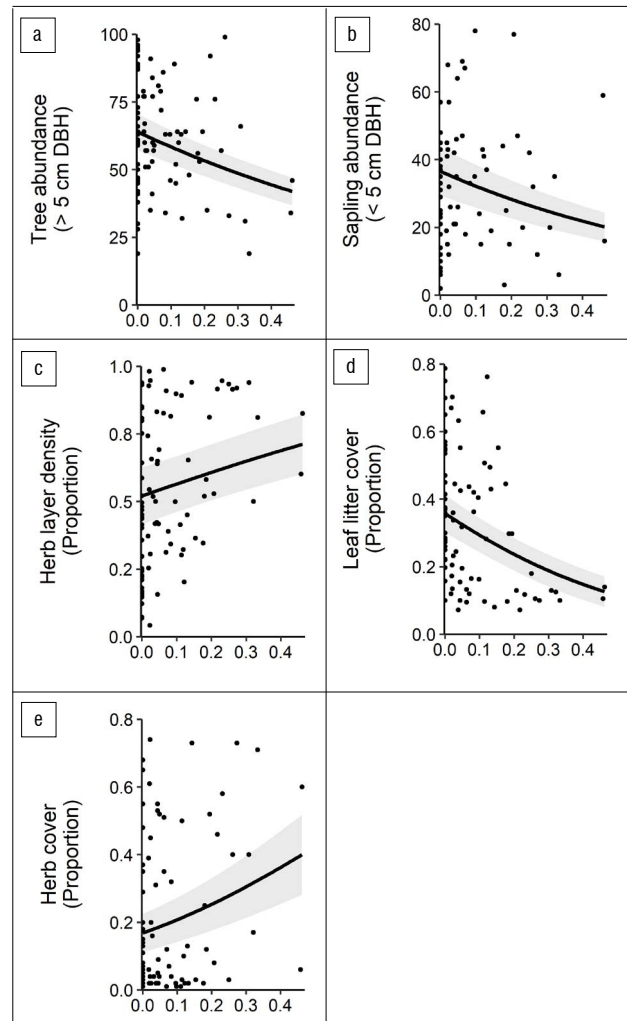 a
Tree abundance
(> 5 cm DBH)
100
75
50
25
0
0.0 0.1 0.2 0.3 0.4
b
Sapling abundance
(< 5 cm DBH)
80
60
40
20
0
0.0 0.1 0.2 0.3 0.4
c
Herb layer density
(Proportion)
1.0
0.8
0.5
0.2
0.0
0.0 0.1 0.2 0.3 0.4
d
Leaf litter cover
(Proportion)
0.8
0.6
0.4
0.2
0.0
0.0 0.1 0.2 0.3 0.4
e
Herb cover
(Proportion)
0.8
0.6
0.4
0.2
0.0
0.0 0.1 0.2 0.3 0.4